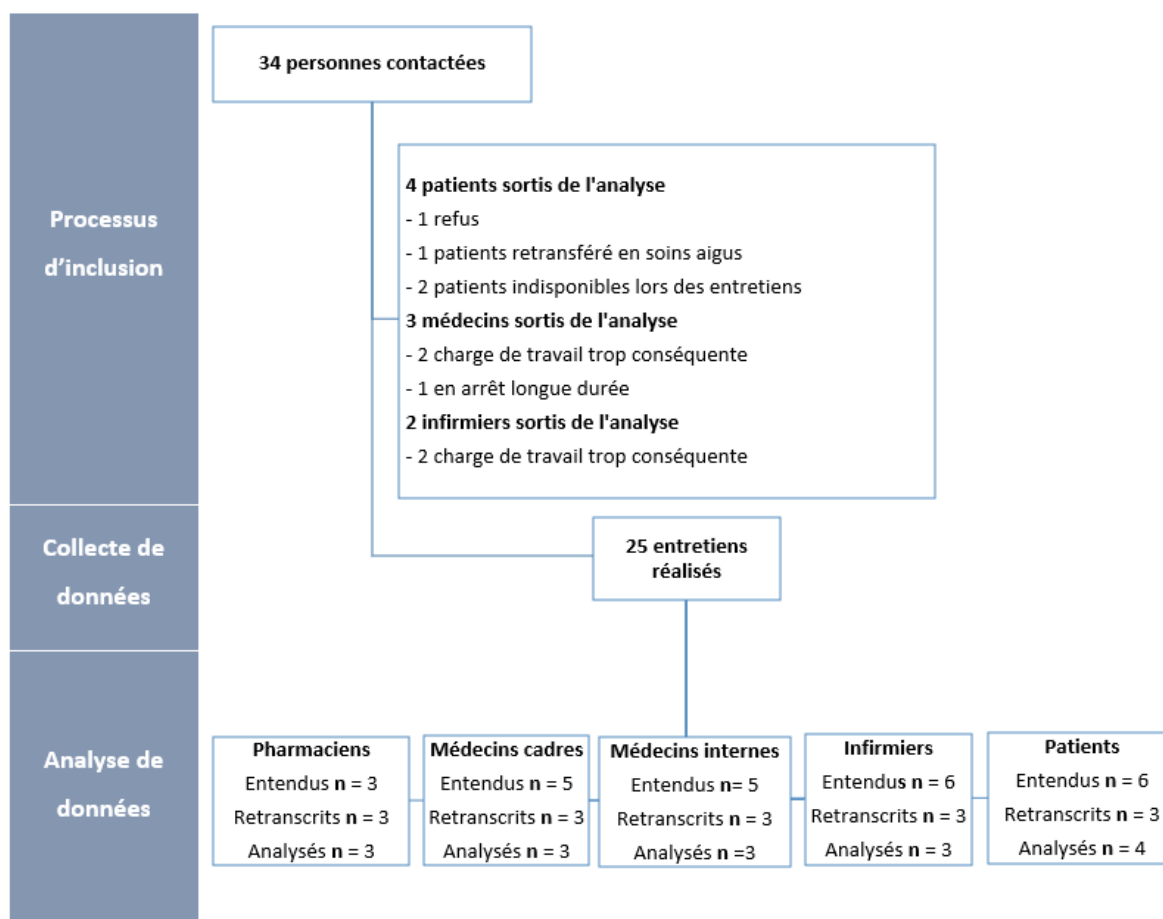 Processus
d’inclusion
34 personnes contactées
4 patients sortis de l'analyse
- 1 refus
- 1 patients retransféré en soins aigus
- 2 patients indisponibles lors des entretiens
3 médecins sortis de l'analyse
- 2 charge de travail trop conséquente
- 1 en arrêt longue durée
2 infirmiers sortis de l'analyse
- 2 charge de travail trop conséquente
Collecte de
données
25 entretiens
réalisés
Analyse de
données
Pharmaciens
Entendus n = 3
Retranscrits n = 3
Analysés n = 3
Médecins cadres
Entendus n = 5
Retranscrits n = 3
Analysés n = 3
Médecins internes
Entendus n= 5
Retranscrits n = 3
Analysés n =3
Infirmiers
Entendus n = 6
Retranscrits n = 3
Analysés n = 3
Patients
Entendus n = 6
Retranscrits n = 3
Analysés n = 4